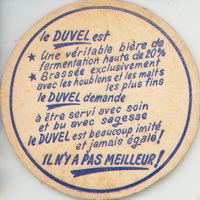 le DUVEL est
* Une véritable bière de
fermentation haute de 20%
* Brassée exclusivement
avec les houblons et les malts
les plus fins
le DUVEL demande
à être servi avec soin
et bu avec sagesse
le DUVEL est beaucoup imité
et jamais égalé!
IL N'Y A PAS MEILLEUR!